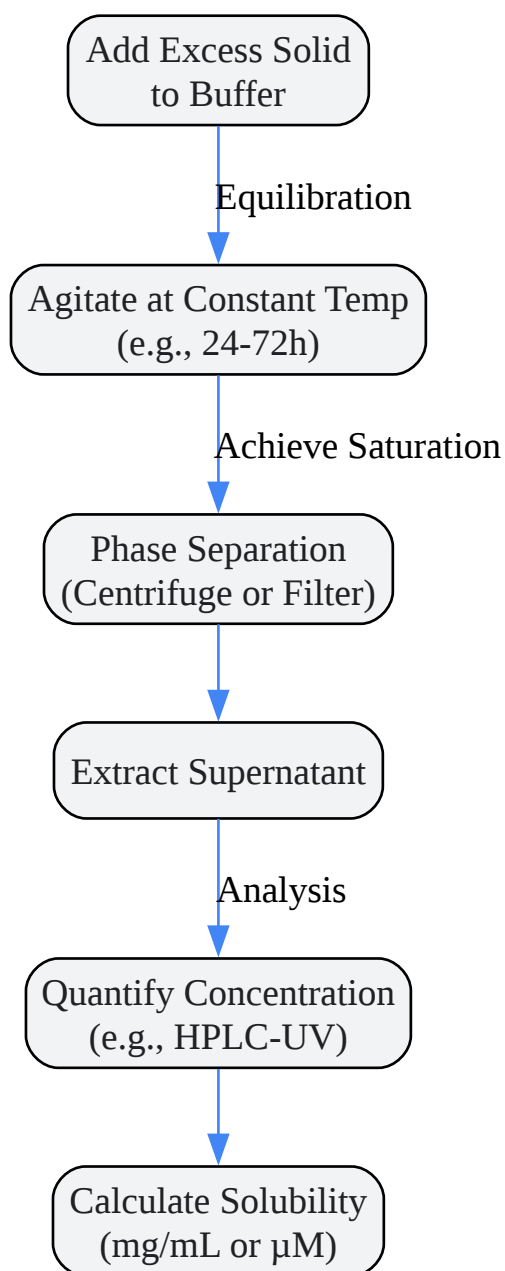 Add Excess Solid
to Buffer
Equilibration
Agitate at Constant Temp
(e.g., 24-72h)
Achieve Saturation
Phase Separation
(Centrifuge or Filter)
Extract Supernatant
Analysis
Quantify Concentration
(e.g., HPLC-UV)
Calculate Solubility
(mg/mL or µM)